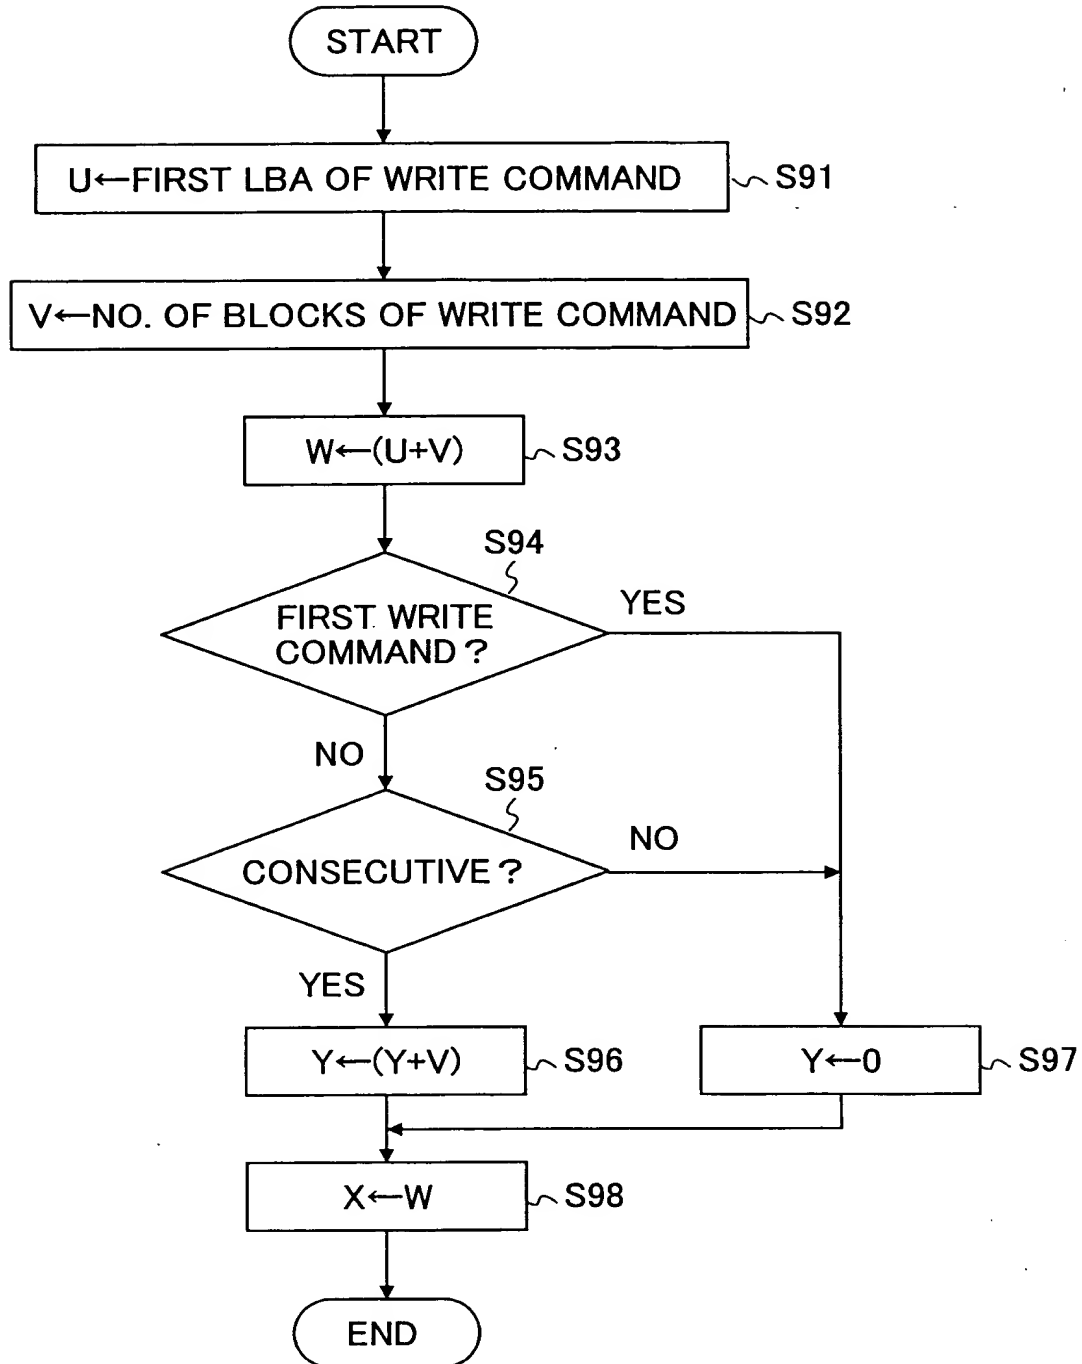 START
U←FIRST LBA OF WRITE COMMAND
S91
V←NO. OF BLOCKS OF WRITE COMMAND
S92
W←(U+V)
S93
S94
FIRST WRITE
COMMAND?
YES
NO
S95
CONSECUTIVE?
NO
YES
Y←(Y+V)
S96
Y←0
S97
X←W
S98
END